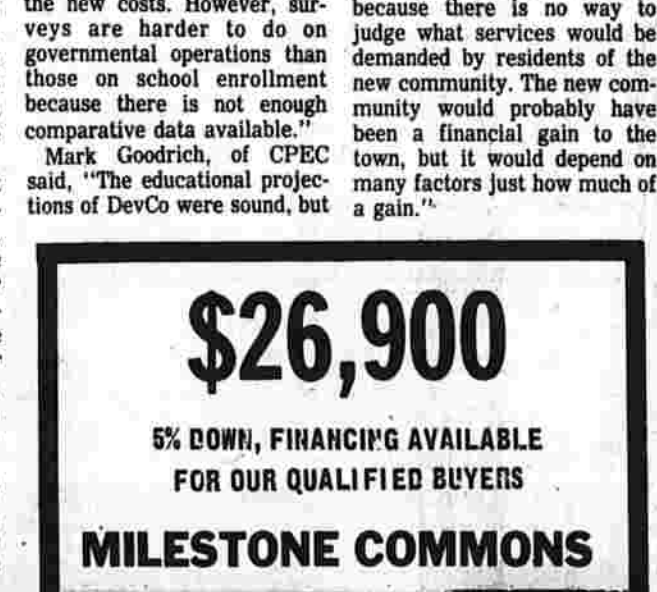 the new costs. However, sur-
veys are harder to do on
governmental operations than
those on school enrollment
because there is not enough
comparative data available."
Mark Goodrich, of CPEC
said, "The educational projec-
tions of DevCo were sound, but
because there is no way to
judge what services would be
demanded by residents of the
new community. The new com-
munity would probably have
been a financial gain to the
town, but it would depend on
many factors just how much of
a gain."
$26,900
5% DOWN, FINANCING AVAILABLE
FOR OUR QUALIFIED BUYERS
MILESTONE COMMONS